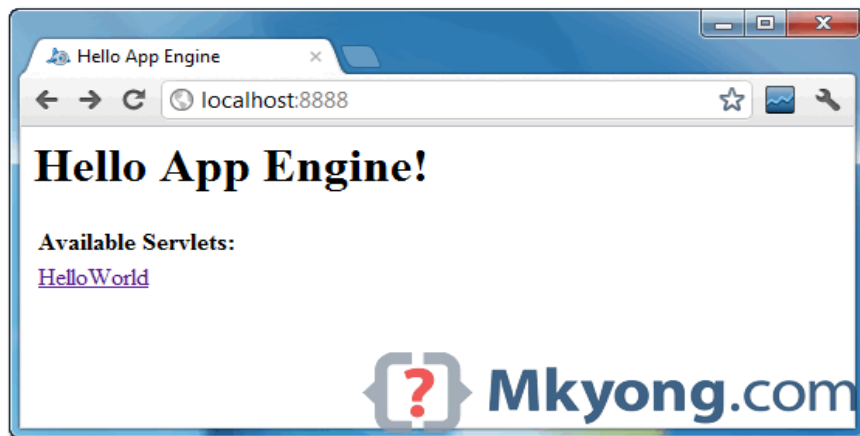 Hello App Engine
localhost:8888
Hello App Engine!
Available Servlets:
HelloWorld
Mkyong.com